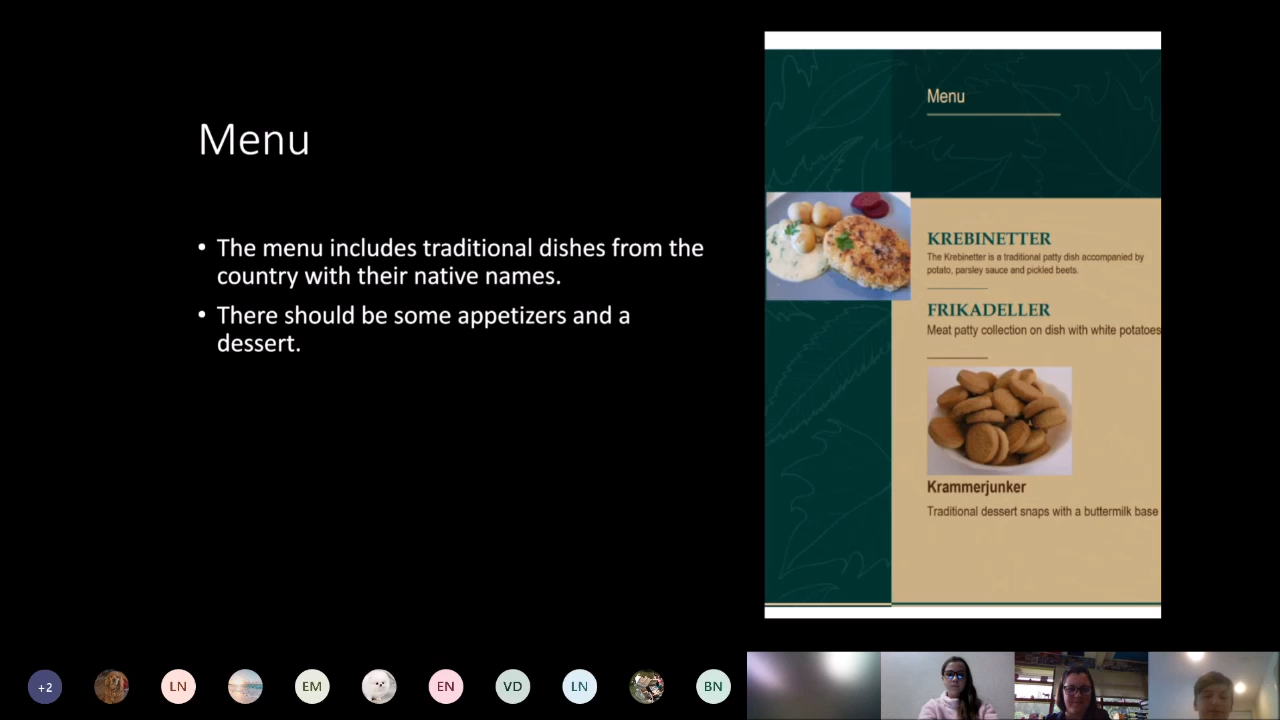 Menu
• The menu includes traditional dishes from the
country with their native names.
• There should be some appetizers and a
dessert.
Menu
KREBINETTER
The Krebinetter is a traditional patty dish accompanied by
potato, parsley sauce and pickled beets.
FRIKADELLER
Meat patty collection on dish with white potatoes
Krammerjunker
Traditional dessert snaps with a buttermilk base
+2
LN
EM
EN
VD
LN
BN